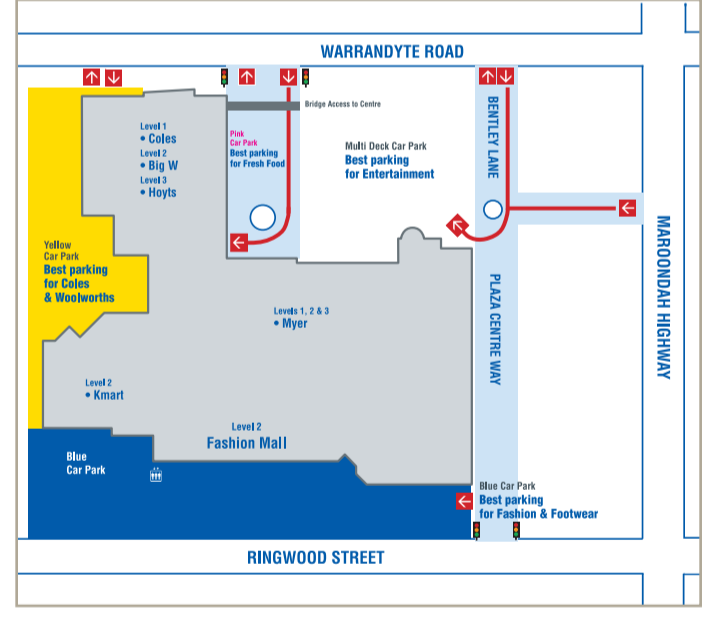 WARRANDYTE ROAD
Bridge Access to Centre
Level 1
• Coles
Level 2
• Big W
Level 3
• Hoyts
Pink
Car Park
Best parking
for Fresh Food
Multi Deck Car Park
Best parking
for Entertainment
BENTLEY LANE
Yellow
Car Park
Best parking
for Coles
& Woolworths
Levels 1, 2 & 3
• Myer
PLAZA CENTRE WAY
MAROONDAH HIGHWAY
Level 2
• Kmart
Level 2
Fashion Mall
Blue
Car Park
Blue Car Park
Best parking
for Fashion & Footwear
RINGWOOD STREET